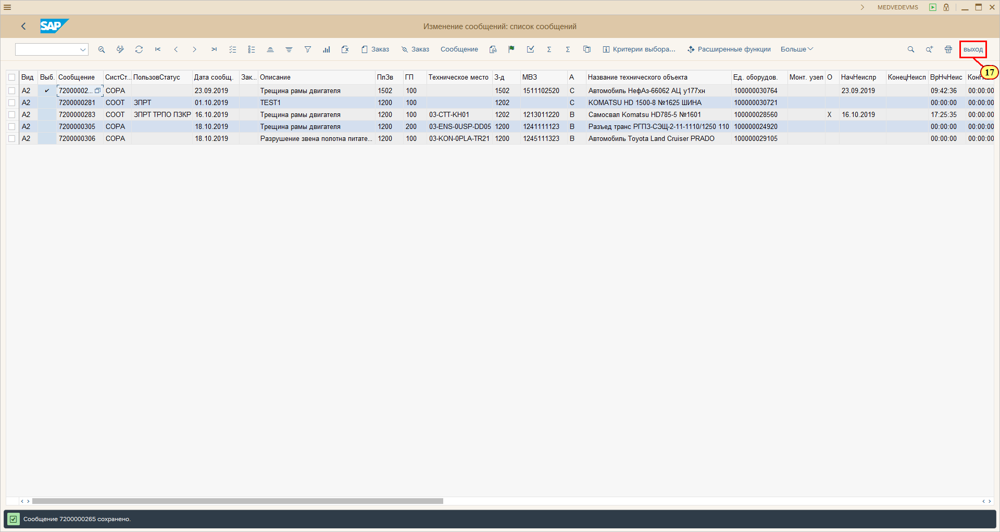 MEDVEDEVMS
SAP
Изменение сообщений: список сообщений
Заказ Заказ Сообщение Σ Σ Критерии выбора... Расширенные функции Больше выход
17
Вид Выб. Сообщение СистСт... ПользовСтатус Дата сообщ. Зак... Описание ПлЗв ГП Техническое место З-д МВЗ A Название технического объекта Ед. оборудов. Монт. узел О НачНеиспр КонецНеисп ВрНчНеис
A2 ✔ 72000002... СОРА 23.09.2019 Трещина рамы двигателя 1502 100 1502 1511102520 C Автомобиль НефАз-66062 АЦ у177хн 100000030764 23.09.2019 09:42:36 00:00:00
A2 7200000281 СООТ ЗПРТ 01.10.2019 TEST1 1200 100 1202 C KOMATSU HD 1500-8 №1625 ШИНА 100000030721 00:00:00 00:00:00
A2 7200000283 СООТ ЗПРТ ТРПО ПЗКР 16.10.2019 Трещина рамы двигателя 1200 100 03-CTT-KH01 1202 1213011220 B Самосвал Komatsu HD785-5 №1601 100000028560 X 16.10.2019 17:25:35 00:00:00
A2 7200000305 СОРА 18.10.2019 Трещина рамы двигателя 1200 200 03-ENS-0USP-DD05 1200 1241111123 B Разъед транс РГПЗ-СЭЩ-2-11-1110/1250 110 100000024920 00:00:00 00:00:00
A2 7200000306 СОРА 18.10.2019 Разрушение звена полотна питате... 1200 100 03-KON-0PLA-TR21 1200 1245111323 B Автомобиль Toyota Land Cruiser PRADO 100000029105 00:00:00 00:00:00
Сообщение 7200000265 сохранено.